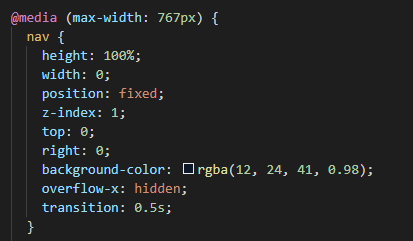 @media (max-width: 767px) {
  nav {
    height: 100%;
    width: 0;
    position: fixed;
    z-index: 1;
    top: 0;
    right: 0;
    background-color: rgba(12, 24, 41, 0.98);
    overflow-x: hidden;
    transition: 0.5s;
  }